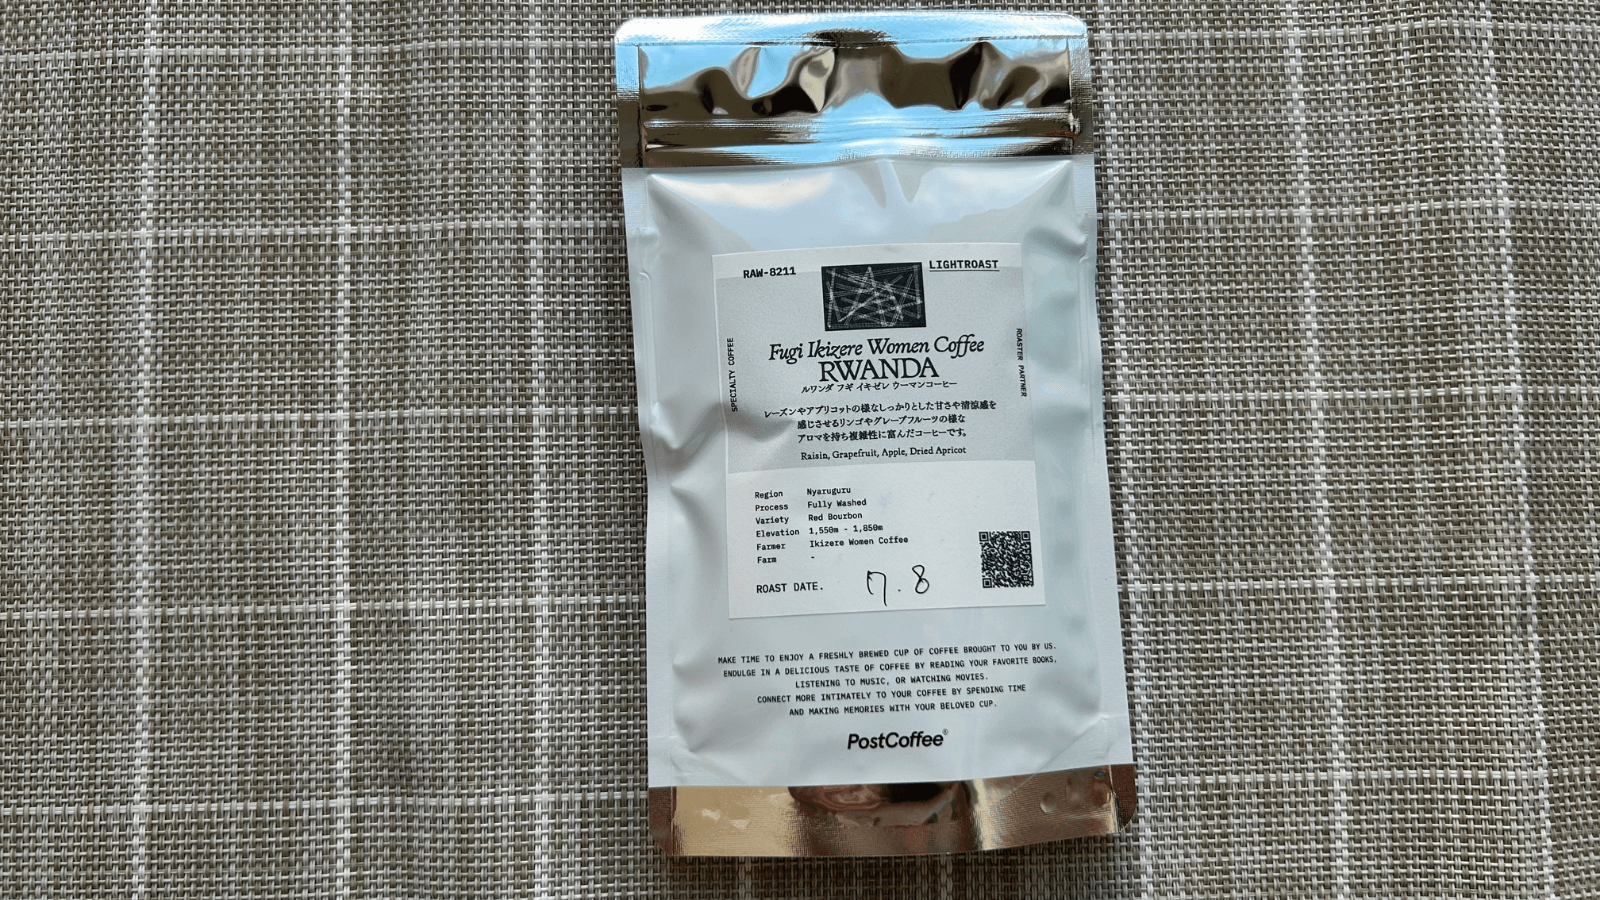 RAW-8211
LIGHTROAST
SPECIALTY COFFEE
ROASTER PARTNER
Fugi Ikizere Women Coffee
RWANDA
ルワンダ フギ イキゼレ ウーマンコーヒー
レーズンやアプリコットの様なしっかりとした甘さや清涼感を
感じさせるリンゴやグレープフルーツの様な
アロマを持ち複雑性に富んだコーヒーです。
Raisin, Grapefruit, Apple, Dried Apricot
Region Nyaruguru
Process Fully Washed
Variety Red Bourbon
Elevation 1,550m - 1,850m
Farmer Ikizere Women Coffee
Farm -
ROAST DATE. 7.8
MAKE TIME TO ENJOY A FRESHLY BREWED CUP OF COFFEE BROUGHT TO YOU BY US.
ENDULGE IN A DELICIOUS TASTE OF COFFEE BY READING YOUR FAVORITE BOOKS,
LISTENING TO MUSIC, OR WATCHING MOVIES.
CONNECT MORE INTIMATELY TO YOUR COFFEE BY SPENDING TIME
AND MAKING MEMORIES WITH YOUR BELOVED CUP.
PostCoffee®